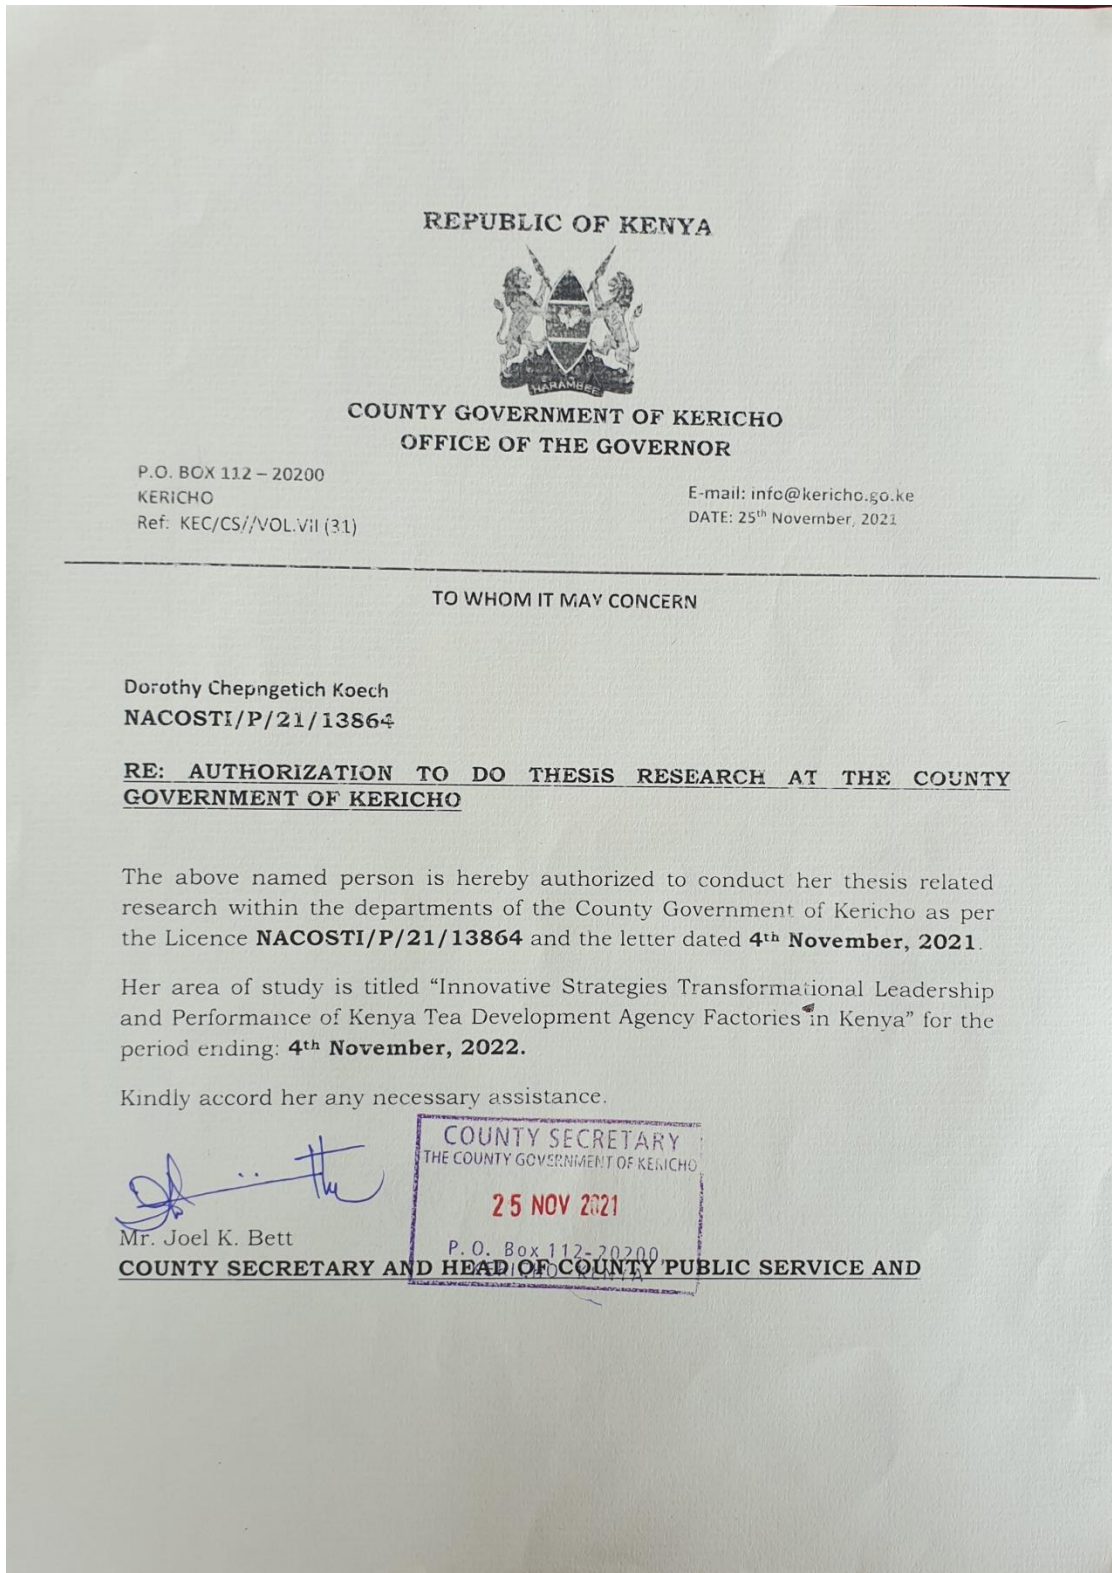 REPUBLIC OF KENYA
HARAMBEE
COUNTY GOVERNMENT OF KERICHO
OFFICE OF THE GOVERNOR
P.O. BOX 112 – 20200
KERICHO
Ref: KEC/CS//VOL.VII (31)
E-mail: info@kericho.go.ke
DATE: 25th November, 2021
TO WHOM IT MAY CONCERN
Dorothy Chepngetich Koech
NACOSTI/P/21/13864
RE: AUTHORIZATION TO DO THESIS RESEARCH AT THE COUNTY
GOVERNMENT OF KERICHO
The above named person is hereby authorized to conduct her thesis related
research within the departments of the County Government of Kericho as per
the Licence NACOSTI/P/21/13864 and the letter dated 4th November, 2021.
Her area of study is titled “Innovative Strategies Transformational Leadership
and Performance of Kenya Tea Development Agency Factories in Kenya” for the
period ending: 4th November, 2022.
Kindly accord her any necessary assistance.
COUNTY SECRETARY
THE COUNTY GOVERNMENT OF KERICHO
25 NOV 2021
P. O. Box 112-20200,
KERICHO KENYA
Mr. Joel K. Bett
COUNTY SECRETARY AND HEAD OF COUNTY PUBLIC SERVICE AND